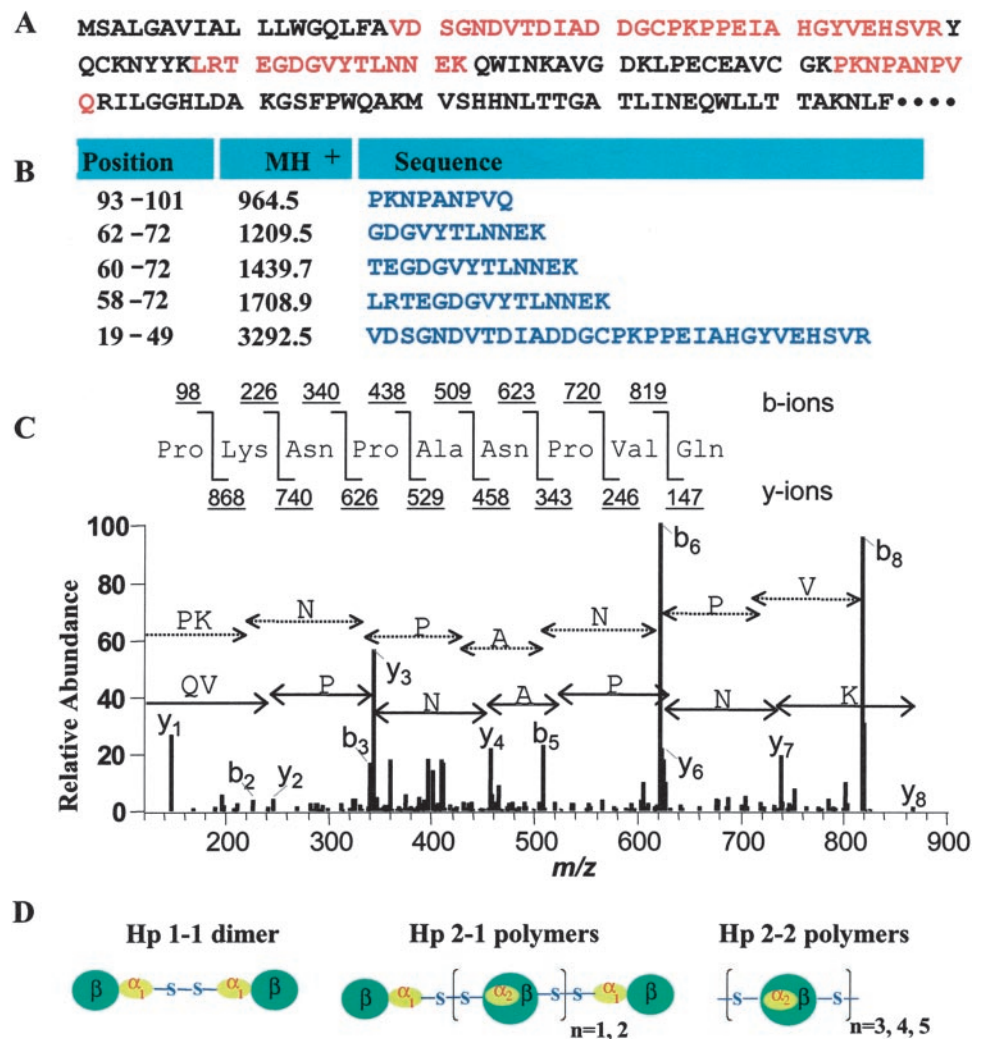 A
MSALGAVIAL LLLWGQLFAVD SGNDVTDIAD DGCPKPPEIA HGYVEHSVRY
QCKNYYKLRT EGDGVYTLNN EKQWINKAVG DKLPECEAVC GKPKNPANPV
QRILGGHLDA KGSFPWQAKM VSHHNLTTGA TLINEQWLLT TAKNLF••••
B
Position MH + Sequence
93 –101 964.5 PKNPANPVQ
62 –72 1209.5 GDGVYTLNNEK
60 –72 1439.7 TEGDGVYTLNNEK
58 –72 1708.9 LRTEGDGVYTLNNEK
19 –49 3292.5 VDSGNDVTDIADDGCPKPPEIAHGYVEHSVR
98 226 340 438 509 623 720 819 b-ions
C
Pro Lys Asn Pro Ala Asn Pro Val Gln
868 740 626 529 458 343 246 147 y-ions
Relative Abundance
100
80
60
40
20
0
b6
b8
PK N P A N P V
y3
QV P N A P N K
y1
b2
y2
b3
y4
b5
y6
y7
y8
200 300 400 500 600 700 800 900
m/z
D
Hp 1-1 dimer Hp 2-1 polymers Hp 2-2 polymers
β α1 S S α1 β
β α1 S S α2 β S S α1 β n=1, 2
S α2 β S n=3, 4, 5